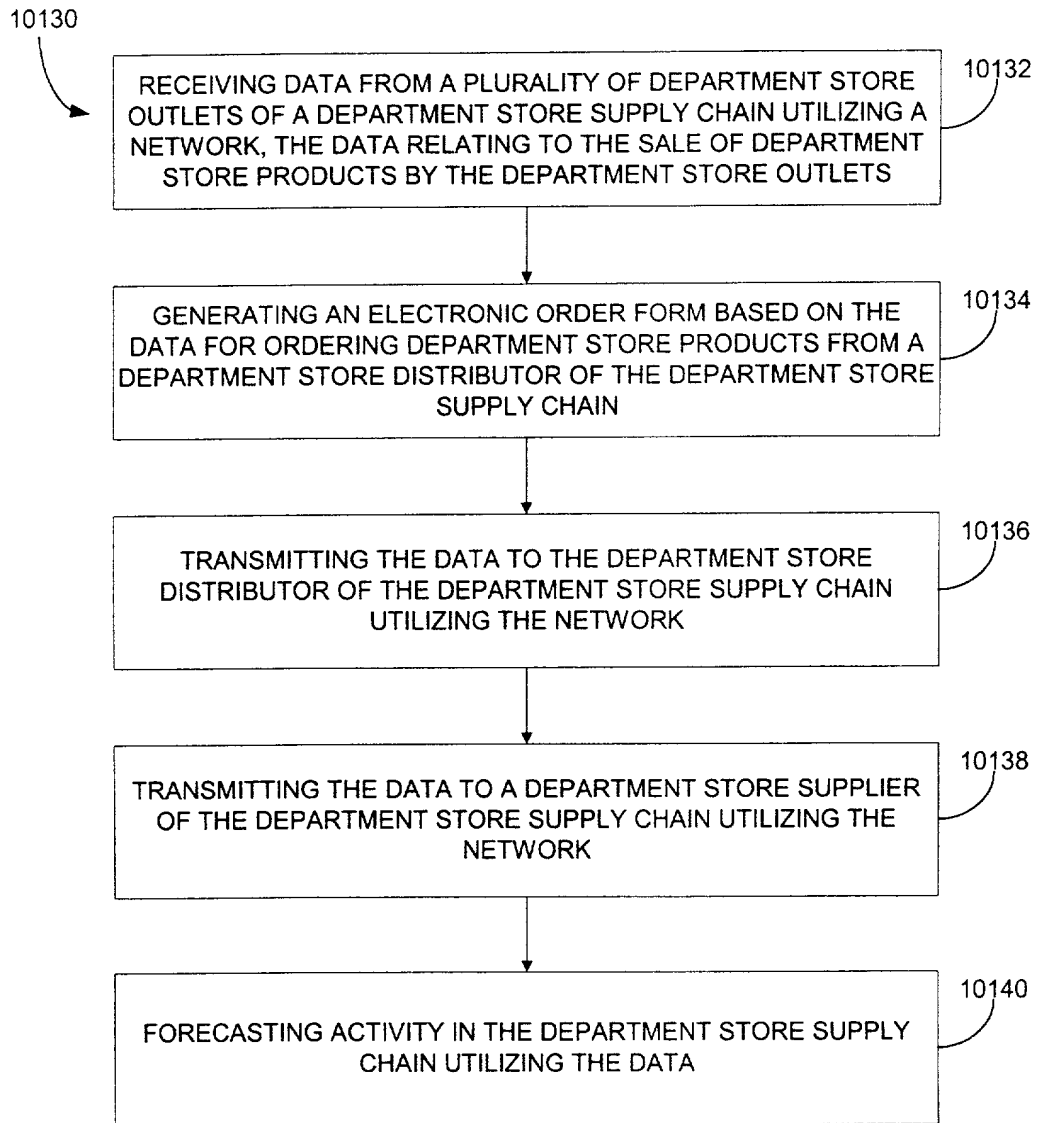 10130
RECEIVING DATA FROM A PLURALITY OF DEPARTMENT STORE
OUTLETS OF A DEPARTMENT STORE SUPPLY CHAIN UTILIZING A
NETWORK, THE DATA RELATING TO THE SALE OF DEPARTMENT
STORE PRODUCTS BY THE DEPARTMENT STORE OUTLETS
10132
GENERATING AN ELECTRONIC ORDER FORM BASED ON THE
DATA FOR ORDERING DEPARTMENT STORE PRODUCTS FROM A
DEPARTMENT STORE DISTRIBUTOR OF THE DEPARTMENT STORE
SUPPLY CHAIN
10134
TRANSMITTING THE DATA TO THE DEPARTMENT STORE
DISTRIBUTOR OF THE DEPARTMENT STORE SUPPLY CHAIN
UTILIZING THE NETWORK
10136
TRANSMITTING THE DATA TO A DEPARTMENT STORE SUPPLIER
OF THE DEPARTMENT STORE SUPPLY CHAIN UTILIZING THE
NETWORK
10138
FORECASTING ACTIVITY IN THE DEPARTMENT STORE SUPPLY
CHAIN UTILIZING THE DATA
10140